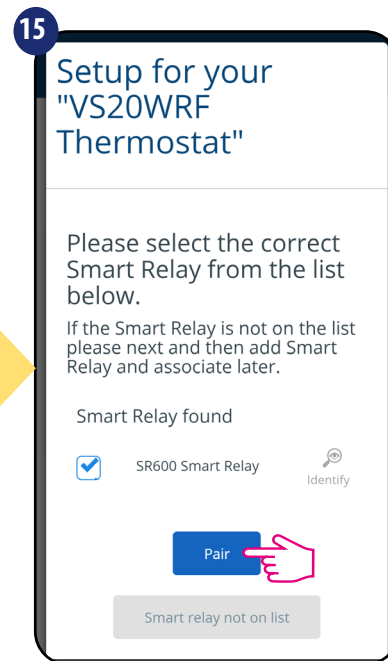 15
Setup for your
"VS20WRF
Thermostat"
Please select the correct
Smart Relay from the list
below.
If the Smart Relay is not on the list
please next and then add Smart
Relay and associate later.
Smart Relay found
SR600 Smart Relay
Identify
Pair
Smart relay not on list